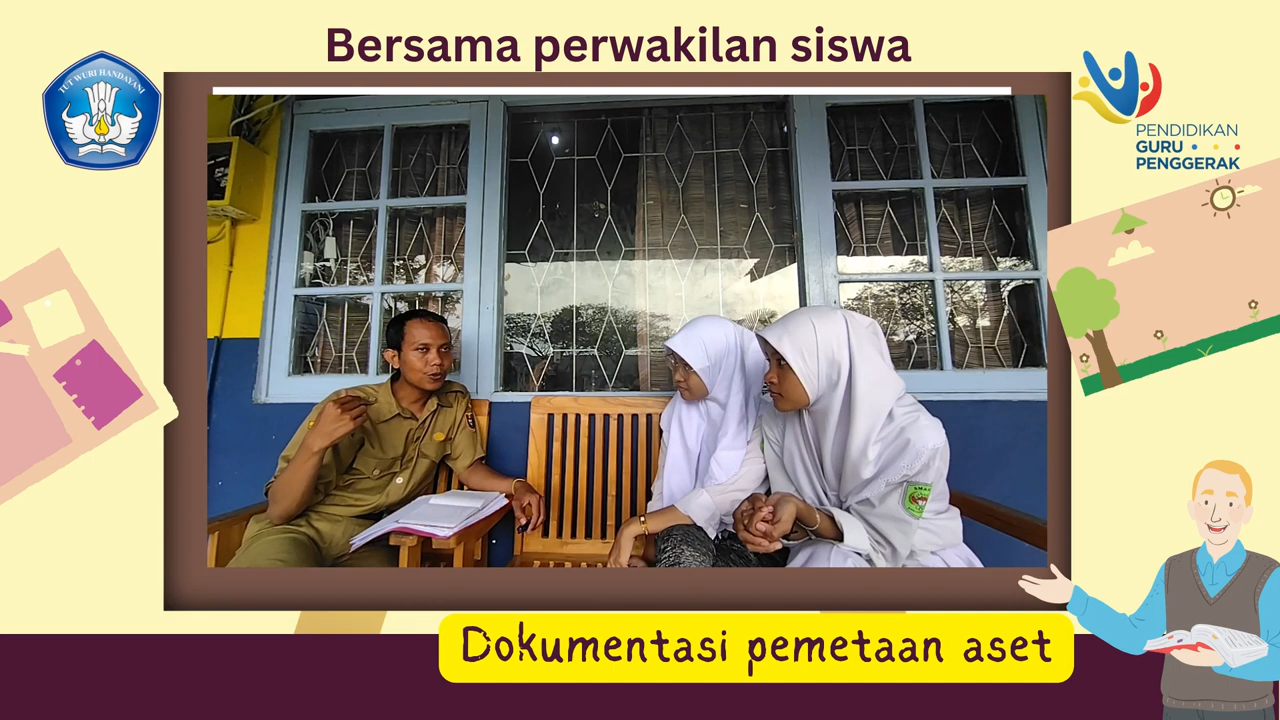 Bersama perwakilan siswa
TUT WURI HANDAYANI
PENDIDIKAN
GURU
PENGGERAK
Dokumentasi pemetaan aset